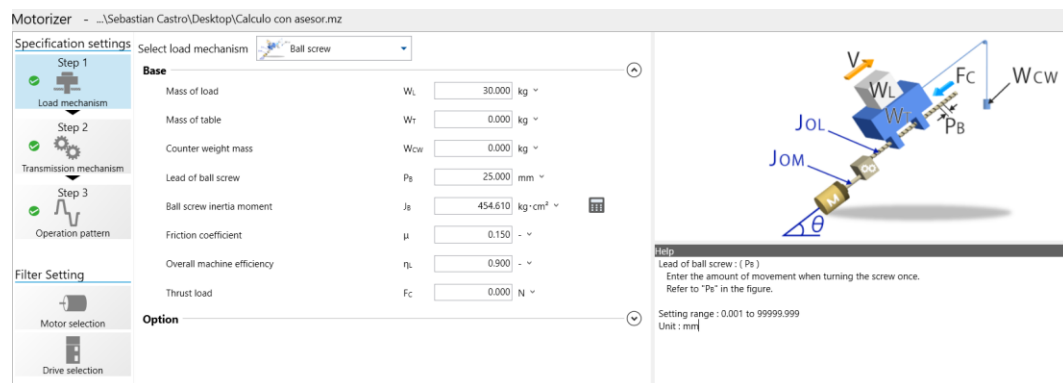 Motorizer - ...\Sebastian Castro\Desktop\Calculo con asesor.mz
Specification settings
Step 1
Load mechanism
Step 2
Transmission mechanism
Step 3
Operation pattern
Filter Setting
Motor selection
Drive selection
Select load mechanism Ball screw
Base
Mass of load WL 30.000 kg
Mass of table WT 0.000 kg
Counter weight mass WCW 0.000 kg
Lead of ball screw PB 25.000 mm
Ball screw inertia moment JB 454.610 kg·cm²
Friction coefficient μ 0.150 -
Overall machine efficiency ηL 0.900 -
Thrust load FC 0.000 N
Option
V
WL
FC
WCW
WT
PB
JOL
JOM
M
θ
Help
Lead of ball screw : ( PB )
Enter the amount of movement when turning the screw once.
Refer to "PB" in the figure.
Setting range : 0.001 to 99999.999
Unit : mm